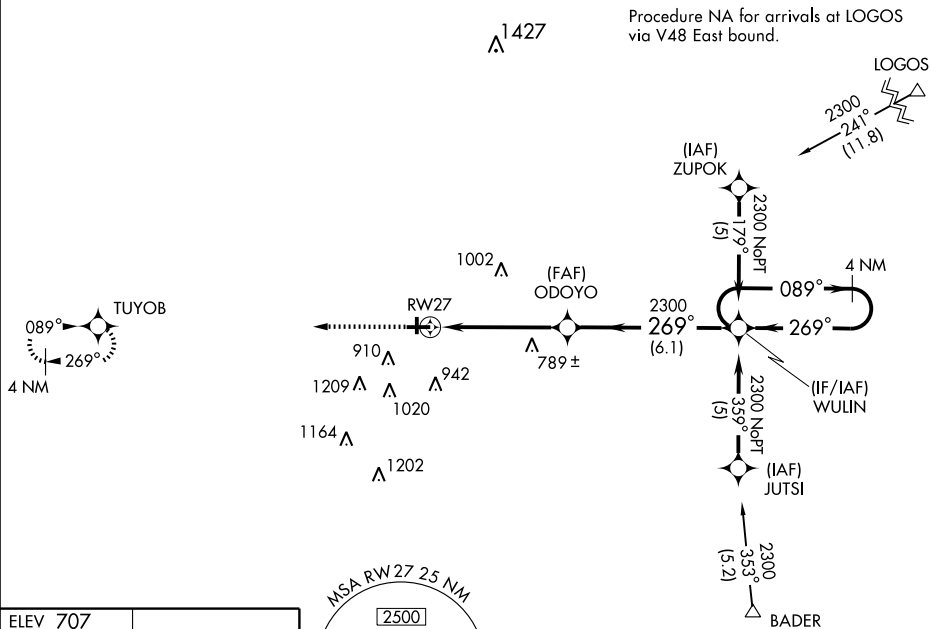 Procedure NA for arrivals at LOGOS
via V48 East bound.
1427
LOGOS
2300
241°
(11.8)
(IAF)
ZUPOK
2300 NoPT
179°
(5)
1002
(FAF)
ODOYO
4 NM
089°
TUYOB
089°
269°
4 NM
RW27
2300
269°
(6.1)
269°
910
789 ±
1209
942
1020
(IF/IAF)
WULIN
2300 NoPT
359°
(5)
1164
1202
(IAF)
JUTSI
2300
353°
(5.2)
MSA RW27 25 NM
2500
ELEV 707
BADER